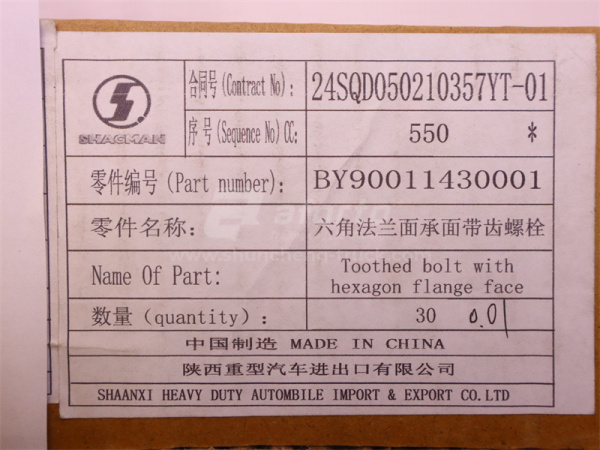 合同号(Contract No): 24SQD050210357YT-01
SHACMAN
序号(Sequence No)CC: 550 *
零件编号(Part number): BY90011430001
零件名称: 六角法兰面承面带齿螺栓
Name Of Part: Toothed bolt with
hexagon flange face
数量(quantity): 30 0.01
中国制造 MADE IN CHINA
陕西重型汽车进出口有限公司
SHAANXI HEAVY DUTY AUTOMBILE IMPORT & EXPORT CO.LTD